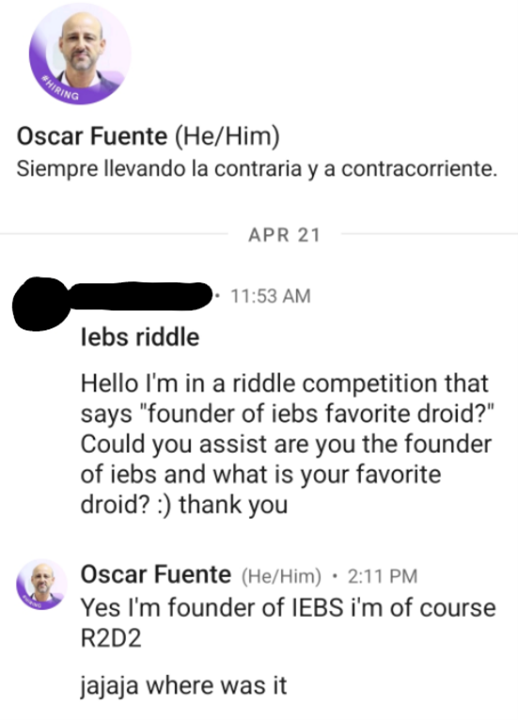 #HIRING
Oscar Fuente (He/Him)
Siempre llevando la contraria y a contracorriente.
APR 21
· 11:53 AM
Iebs riddle
Hello I'm in a riddle competition that
says "founder of iebs favorite droid?"
Could you assist are you the founder
of iebs and what is your favorite
droid? :) thank you
#HIRING
Oscar Fuente (He/Him) · 2:11 PM
Yes I'm founder of IEBS i'm of course
R2D2
jajaja where was it